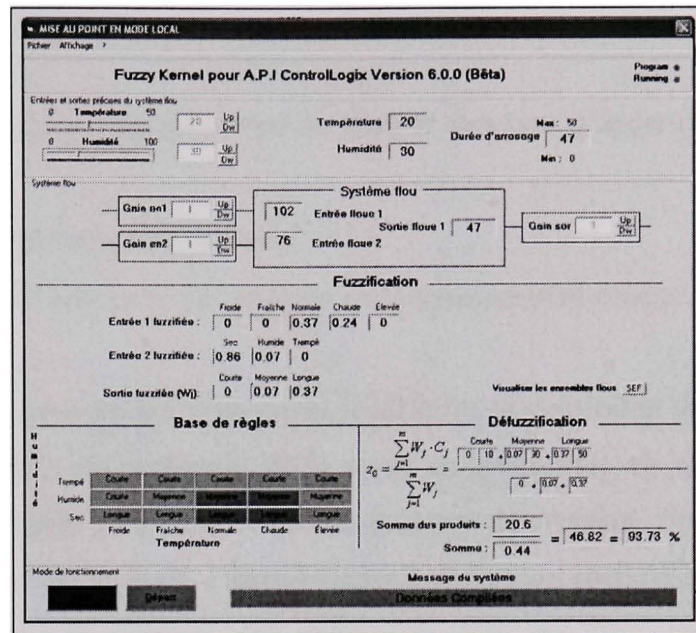 MISE AU POINT EN MODE LOCAL
Fichier Affichage ?
Fuzzy Kernel pour A.P.I ControlLogix Version 6.0.0 (Bêta)
Program
Running
Entrées et sorties précises du système flou
0 Température 50
20 Up Dw
0 Humidité 100
30 Up Dw
Température 20
Humidité 30
Max : 50
Durée d'arrosage 47
Min : 0
Système flou
Système flou
Gain en1 1 Up Dw
Gain en2 1 Up Dw
102 Entrée floue 1
76 Entrée floue 2
Sortie floue 1 47
Gain sor Up Dw
Fuzzification
Froide Fraîche Normale Chaude Élevée
Entrée 1 fuzzifiée : 0 0 0.37 0.24 0
Sec Humide Trempé
Entrée 2 fuzzifiée : 0.86 0.07 0
Courte Moyenne Longue
Sortie fuzzifée (Wj): 0 0.07 0.37
Visualiser les ensembles flous SEF
Base de règles
Humidité
Trempé Courte Courte Courte Courte Courte
Humide Courte Moyenne Moyenne Moyenne Moyenne
Sec Longue Longue Longue Longue Longue
Froide Fraîche Normale Chaude Élevée
Température
Défuzzification
Courte Moyenne Longue
z0 = ∑ j=1 m Wj · Cj / ∑ j=1 m Wj = 0 10 + 0.07 30 + 0.37 50
0 + 0.07 + 0.37
Somme des produits : 20.6
Somme : 0.44
= 46.82 = 93.73 %
Mode de fonctionnement
Départ
Message du système
Données Compilées